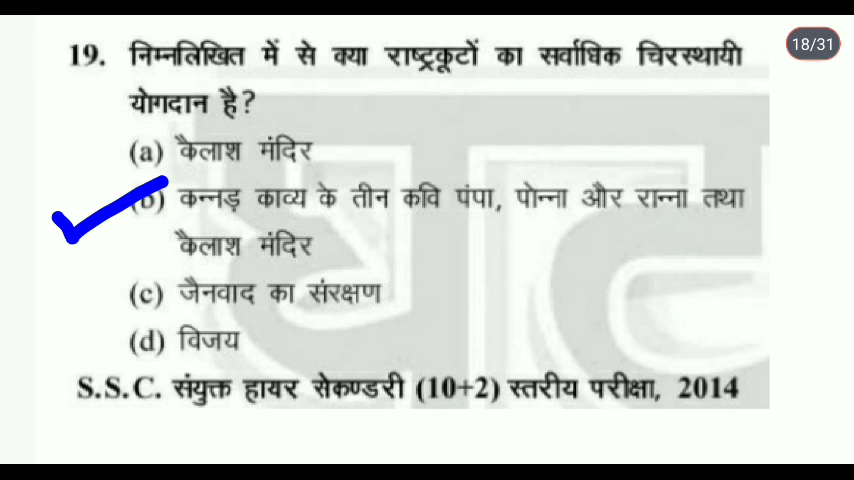 18/31
19. निम्नलिखित में से क्या राष्ट्रकूटों का सर्वाधिक चिरस्थायी
योगदान है?
(a) कैलाश मंदिर
(b) कन्नड़ काव्य के तीन कवि पंपा, पोन्ना और रान्ना तथा
कैलाश मंदिर
(c) जैनवाद का संरक्षण
(d) विजय
S.S.C. संयुक्त हायर सेकण्डरी (10+2) स्तरीय परीक्षा, 2014